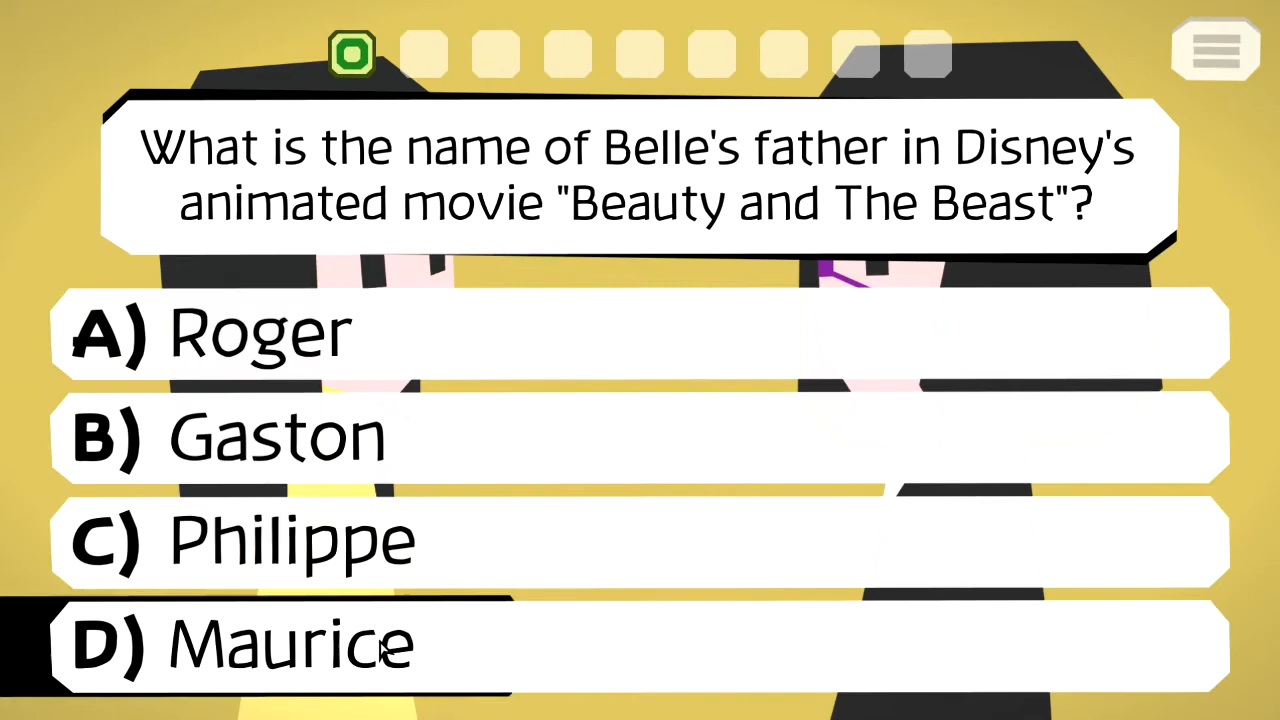 What is the name of Belle's father in Disney's
animated movie "Beauty and The Beast"?
A) Roger
B) Gaston
C) Philippe
D) Maurice